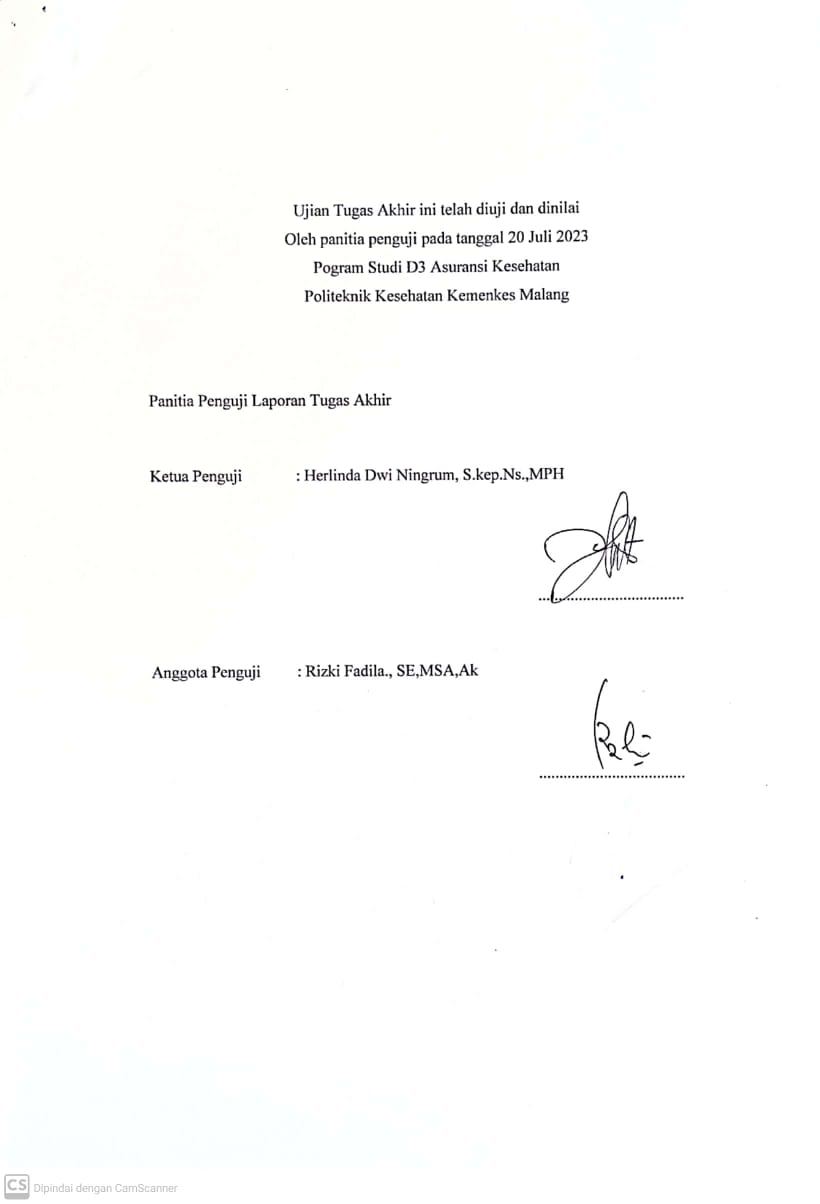 Ujian Tugas Akhir ini telah diuji dan dinilai
Oleh panitia penguji pada tanggal 20 Juli 2023
Pogram Studi D3 Asuransi Kesehatan
Politeknik Kesehatan Kemenkes Malang
Panitia Penguji Laporan Tugas Akhir
Ketua Penguji : Herlinda Dwi Ningrum, S.kep.Ns.,MPH
Anggota Penguji : Rizki Fadila., SE,MSA,Ak
CS Dipindai dengan CamScanner